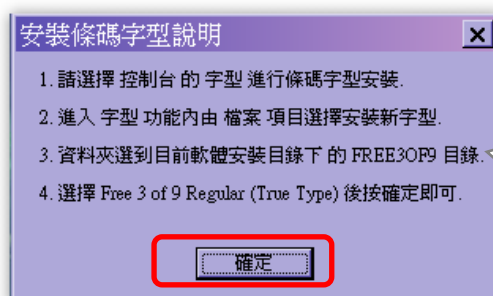 安裝條碼字型說明
1. 請選擇 控制台 的 字型 進行條碼字型安裝.
2. 進入 字型 功能內由 檔案 項目選擇安裝新字型.
3. 資料夾選到目前軟體安裝目錄下 的 FREE3OF9 目錄.
4. 選擇 Free 3 of 9 Regular (True Type) 後按確定即可.
確定